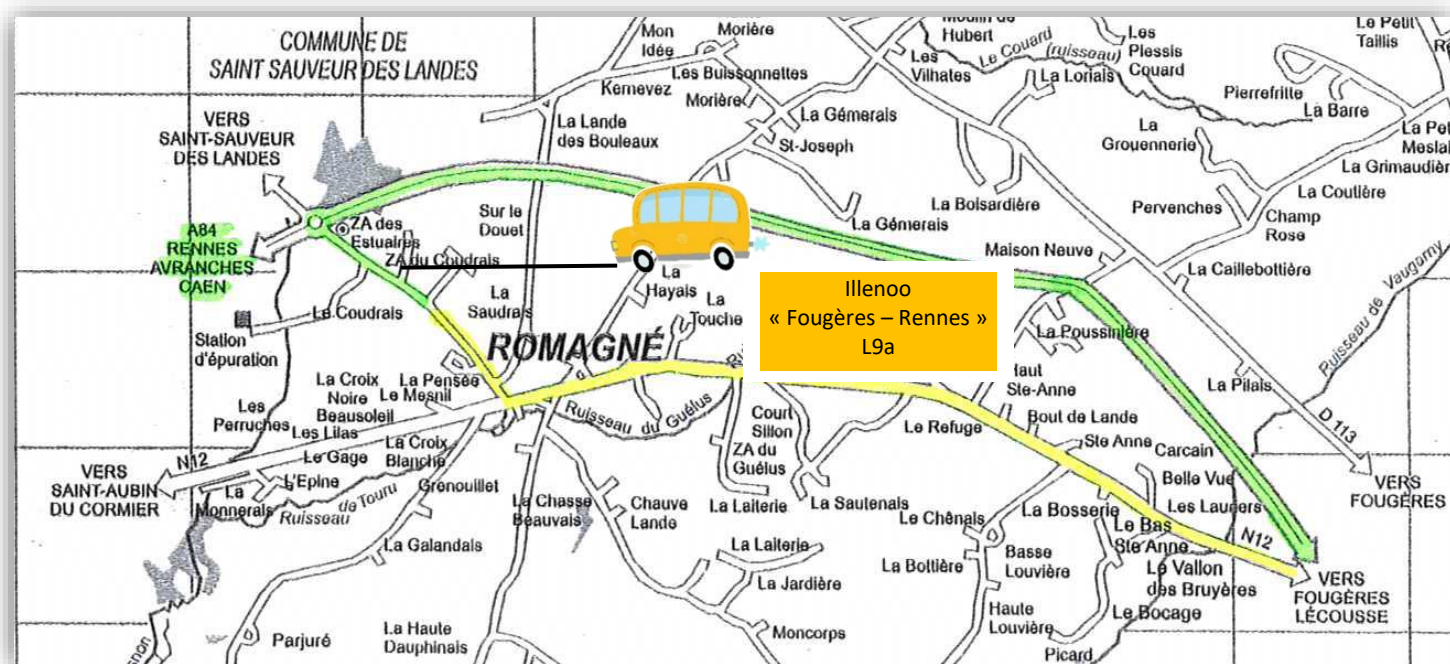 COMMUNE DE
SAINT SAUVEUR DES LANDES
VERS
SAINT-SAUVEUR
DES LANDES
Mon
Idée
Morière
Les Buissonnettes
Kernevez
Morière
La Gémerais
St-Joseph
La Lande
des Bouleaux
Moulin de
Hubert
Le Couard
(ruisseau)
Les
Vilhates
La Loriais
Les
Plessis
Couard
Le Petit
Taillis
Pierrefritte
La Barre
La
Grouennerie
La Grimaudière
La Coutière
Pervenches
Champ
Rose
La Boisardière
La Gémerais
Maison Neuve
La Caillebottière
A84
RENNES
AVRANCHES
CAEN
ZA des
Estuaires
ZA du Coudrais
Sur le
Douet
La
Hayais
La
Touche
La
Saudrais
Le Coudrais
Station
d'épuration
ROMAGNÉ
Illenoo
« Fougères – Rennes »
L9a
La Poussinière
Ruisseau de Vaugarny
La Pilais
D 113
VERS
FOUGÈRES
La Croix
Noire
Beausoleil
La Pensée
Le Mesnil
Les
Perruches
Les Lilas
Le Gage
La Croix
Blanche
N12
VERS
SAINT-AUBIN
DU CORMIER
La
Monnerais
L'Epine
Ruisseau de Touru
Grenouillet
La Galandais
Ruisseau du Guélus
La Chasse
Beauvais
Chauve
Lande
Court
Sillon
ZA du
Guélus
La Laiterie
La Sautenais
Haut
Ste-Anne
Le Refuge
Bout de Lande
Ste Anne
Carcain
Belle Vue
Les Lauriers
Le Chênais
La Bosserie
Le Bas
Ste Anne
N12
La Laiterie
La Jardière
La Bottière
Basse
Louvière
Le Vallon
des Bruyères
VERS
FOUGÈRES
LÉCOUSSE
Haute
Louvière
Le Bocage
Picard
Parjuré
La Haute
Dauphinais
Moncorps